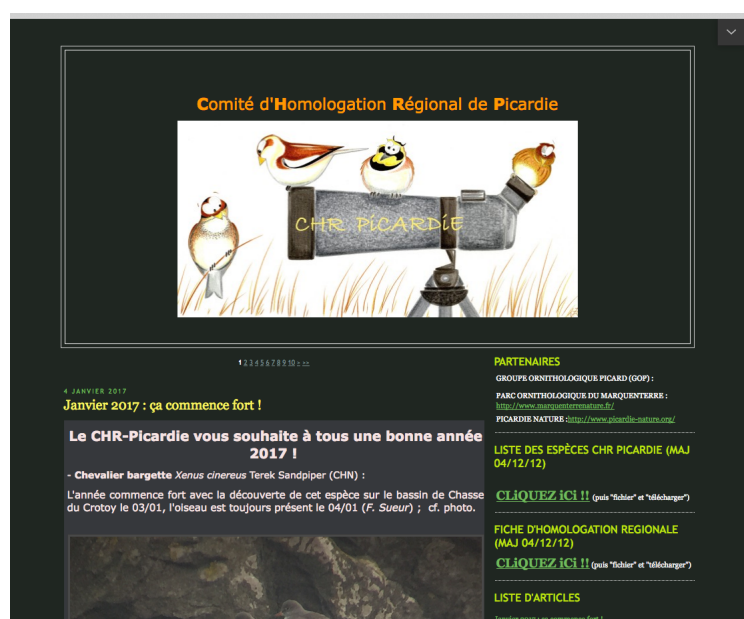 Comité d'Homologation Régional de Picardie
CHR PiCARDiE
1 2 3 4 5 6 7 8 9 10 > >>
4 JANVIER 2017
Janvier 2017 : ça commence fort !
Le CHR-Picardie vous souhaite à tous une bonne année
2017 !
- Chevalier bargette Xenus cinereus Terek Sandpiper (CHN) :
L'année commence fort avec la découverte de cet espèce sur le bassin de Chasse
du Crotoy le 03/01, l'oiseau est toujours présent le 04/01 (F. Sueur) ; cf. photo.
PARTENAIRES
GROUPE ORNITHOLOGIQUE PICARD (GOP) :
PARC ORNITHOLOGIQUE DU MARQUENTERRE :
http://www.marquenterrenature.fr/
PICARDIE NATURE :http://www.picardie-nature.org/
LISTE DES ESPÈCES CHR PICARDIE (MAJ
04/12/12)
CLiQUEZ iCi !! (puis "fichier" et "télécharger")
FICHE D'HOMOLOGATION REGIONALE
(MAJ 04/12/12)
CLiQUEZ iCi !! (puis "fichier" et "télécharger")
LISTE D'ARTICLES
Janvier 2017 : ça commence fort !